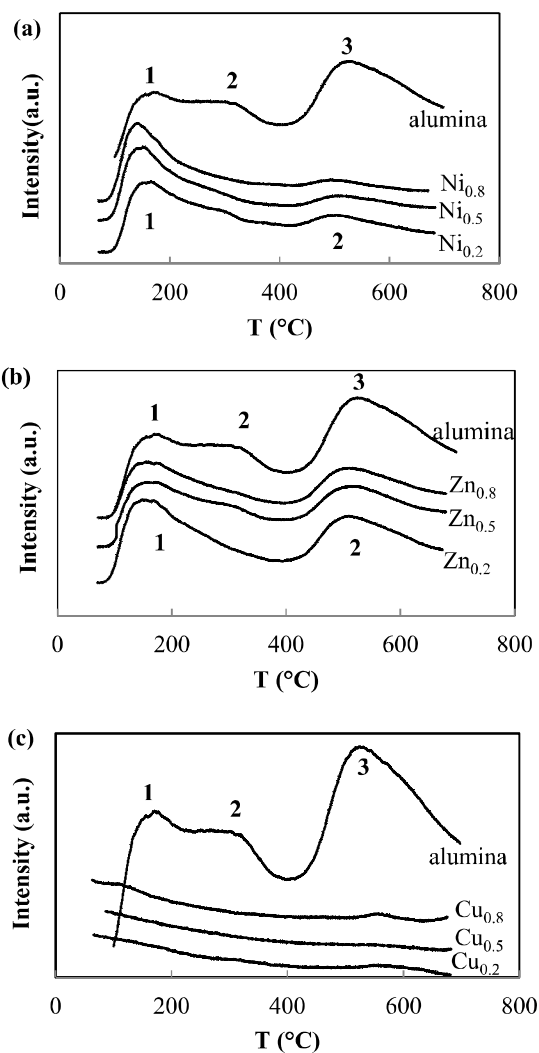 (a)
Intensity(a.u.)
1
2
3
alumina
Ni0.8
Ni0.5
Ni0.2
1
2
0 200 400 600 800
T (°C)
(b)
Intensity (a.u.)
1
2
3
alumina
Zn0.8
Zn0.5
Zn0.2
1
2
0 200 400 600 800
T (°C)
(c)
Intensity (a.u.)
1
2
3
alumina
Cu0.8
Cu0.5
Cu0.2
0 200 400 600 800
T (°C)